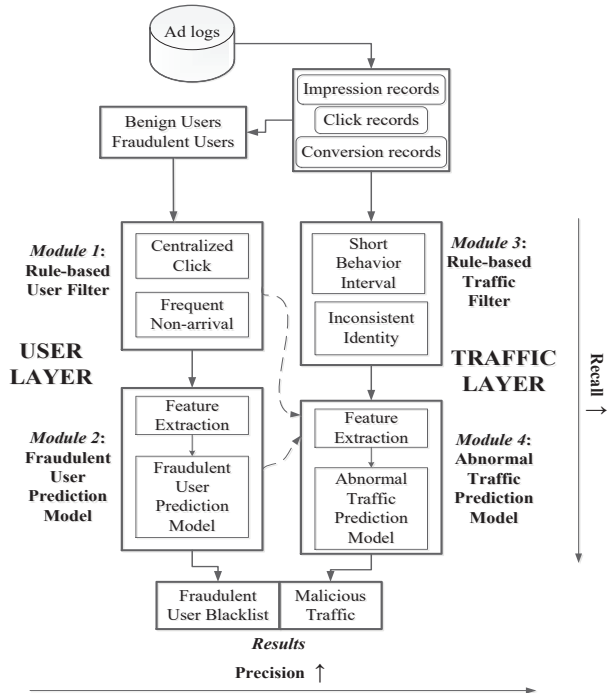 Ad logs
Impression records
Click records
Conversion records
Benign Users
Fraudulent Users
Module 1:
Rule-based
User Filter
Centralized
Click
Frequent
Non-arrival
Short
Behavior
Interval
Inconsistent
Identity
Module 3:
Rule-based
Traffic
Filter
USER
LAYER
TRAFFIC
LAYER
Recall ↑
Module 2:
Fraudulent
User
Prediction
Model
Feature
Extraction
Fraudulent
User
Prediction
Model
Feature
Extraction
Abnormal
Traffic
Prediction
Model
Module 4:
Abnormal
Traffic
Prediction
Model
Fraudulent
User Blacklist
Malicious
Traffic
Results
Precision ↑